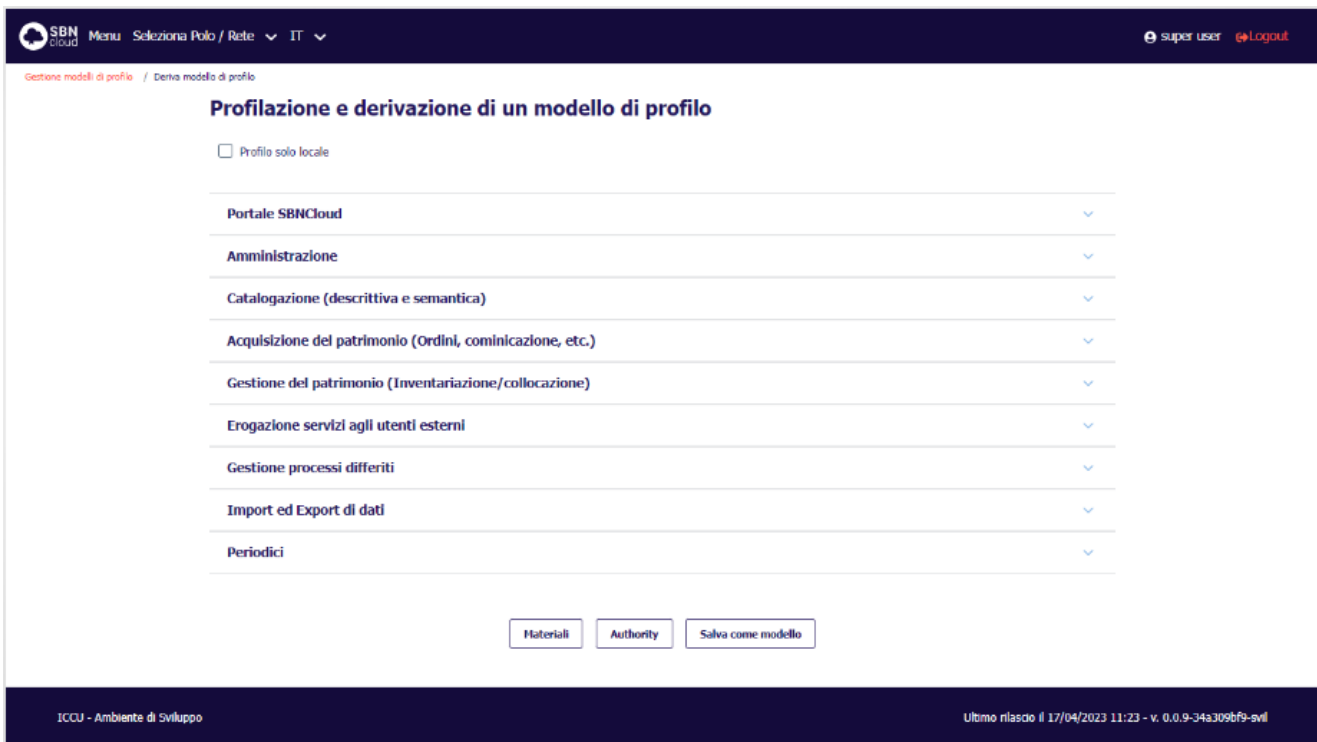 SBN cloud Menu Seleziona Polo / Rete IT super user Logout
Gestione modelli di profilo / Deriva modello di profilo
Profilazione e derivazione di un modello di profilo
Profilo solo locale
Portale SBNCloud
Amministrazione
Catalogazione (descrittiva e semantica)
Acquisizione del patrimonio (Ordini, cominicazione, etc.)
Gestione del patrimonio (Inventariazione/collocazione)
Erogazione servizi agli utenti esterni
Gestione processi differiti
Import ed Export di dati
Periodici
Materiali Authority Salva come modello
ICCU - Ambiente di Sviluppo Ultimo rilascio il 17/04/2023 11:23 - v. 0.0.9-34a309bf9-svil